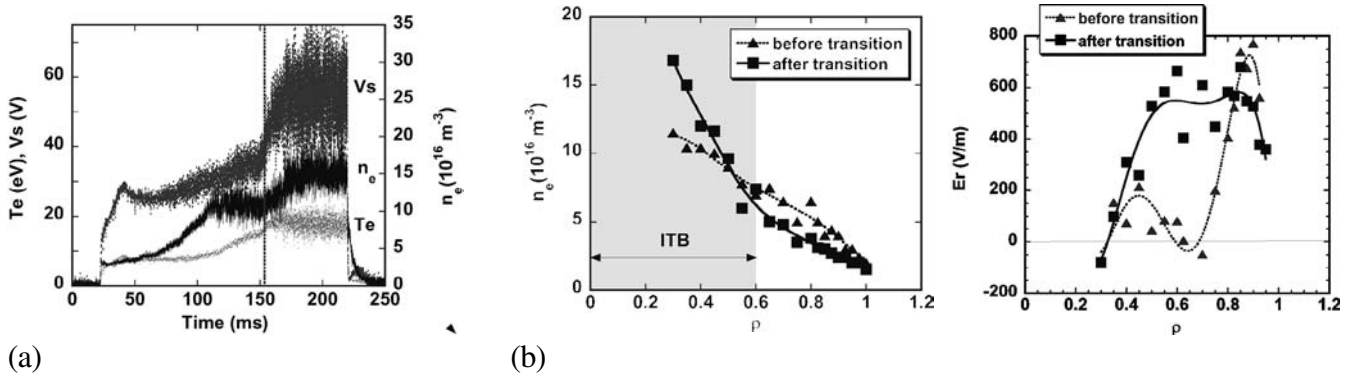 Te (eV), Vs (V)
80
60
40
20
0
Vs
n_e
Te
35
30
25
20
15
10
5
0
n_e(10^16 m^-3)
0 50 100 150 200 250
Time (ms)
(a)
n_e(10^16 m^-3)
20
15
10
5
0
before transition
after transition
ITB
0 0.2 0.4 0.6 0.8 1 1.2
ρ
(b)
before transition
after transition
Er (V/m)
800
600
400
200
0
-200
0 0.2 0.4 0.6 0.8 1 1.2
ρ